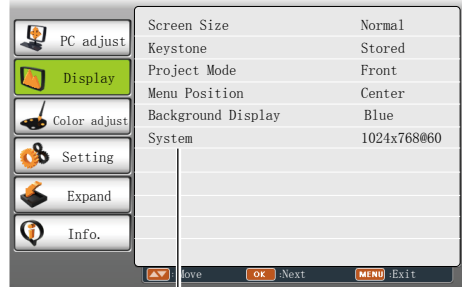 PC adjust
Display
Color adjust
Setting
Expand
Info.
Screen Size Normal
Keystone Stored
Project Mode Front
Menu Position Center
Background Display Blue
System 1024x768@60
:Move OK :Next MENU :Exit